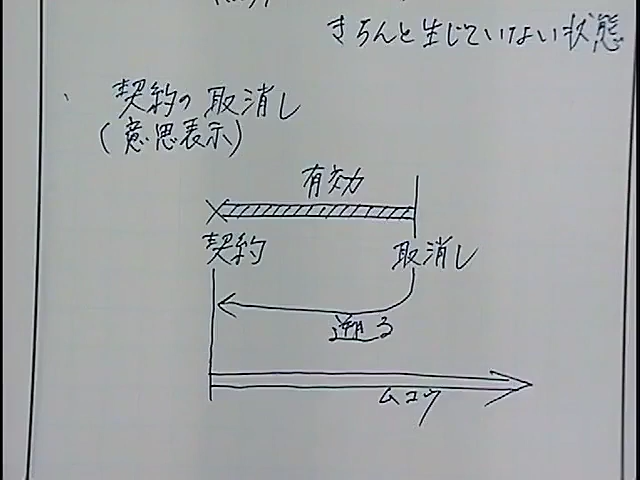 きちんと生じていない状態
契約の取消し
(意思表示)
有効
契約 取消し
遡る
ムコウ